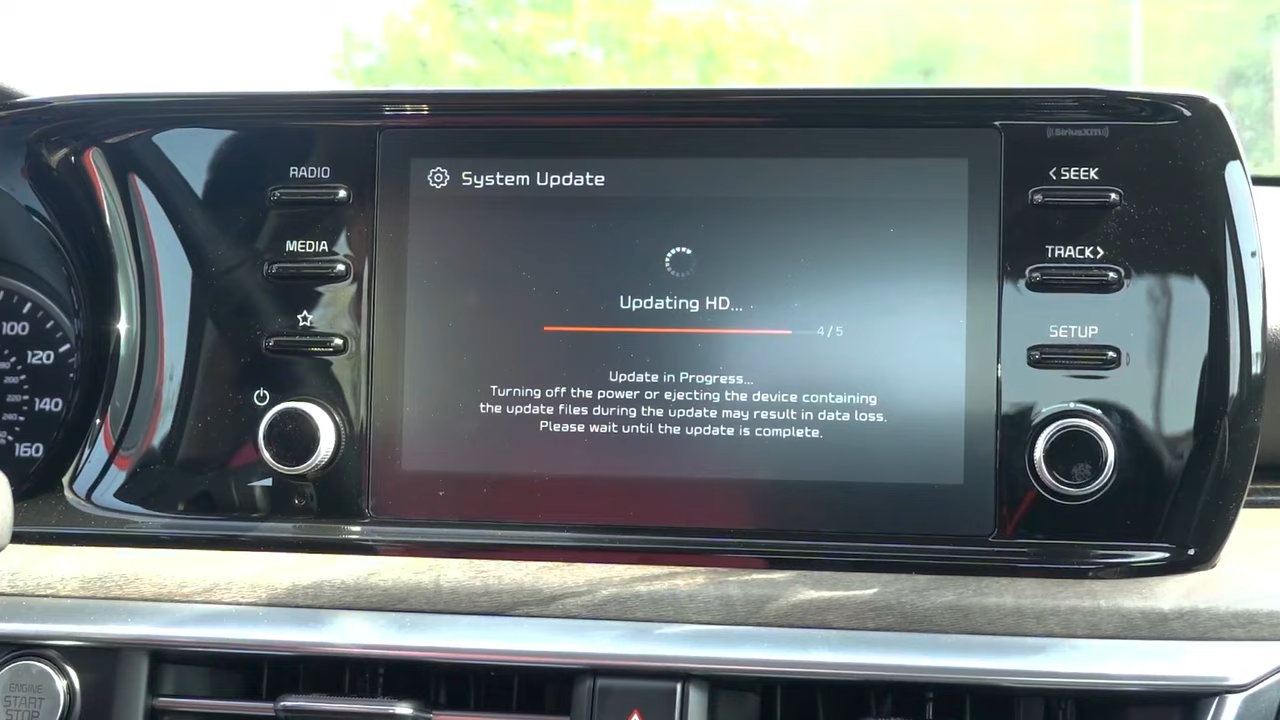 SiriusXM
RADIO
MEDIA
System Update
Updating HD...
4/5
Update in Progress...
Turning off the power or ejecting the device containing
the update files during the update may result in data loss.
Please wait until the update is complete.
< SEEK
TRACK >
SETUP
100
120
140
160
ENGINE
START
STOP